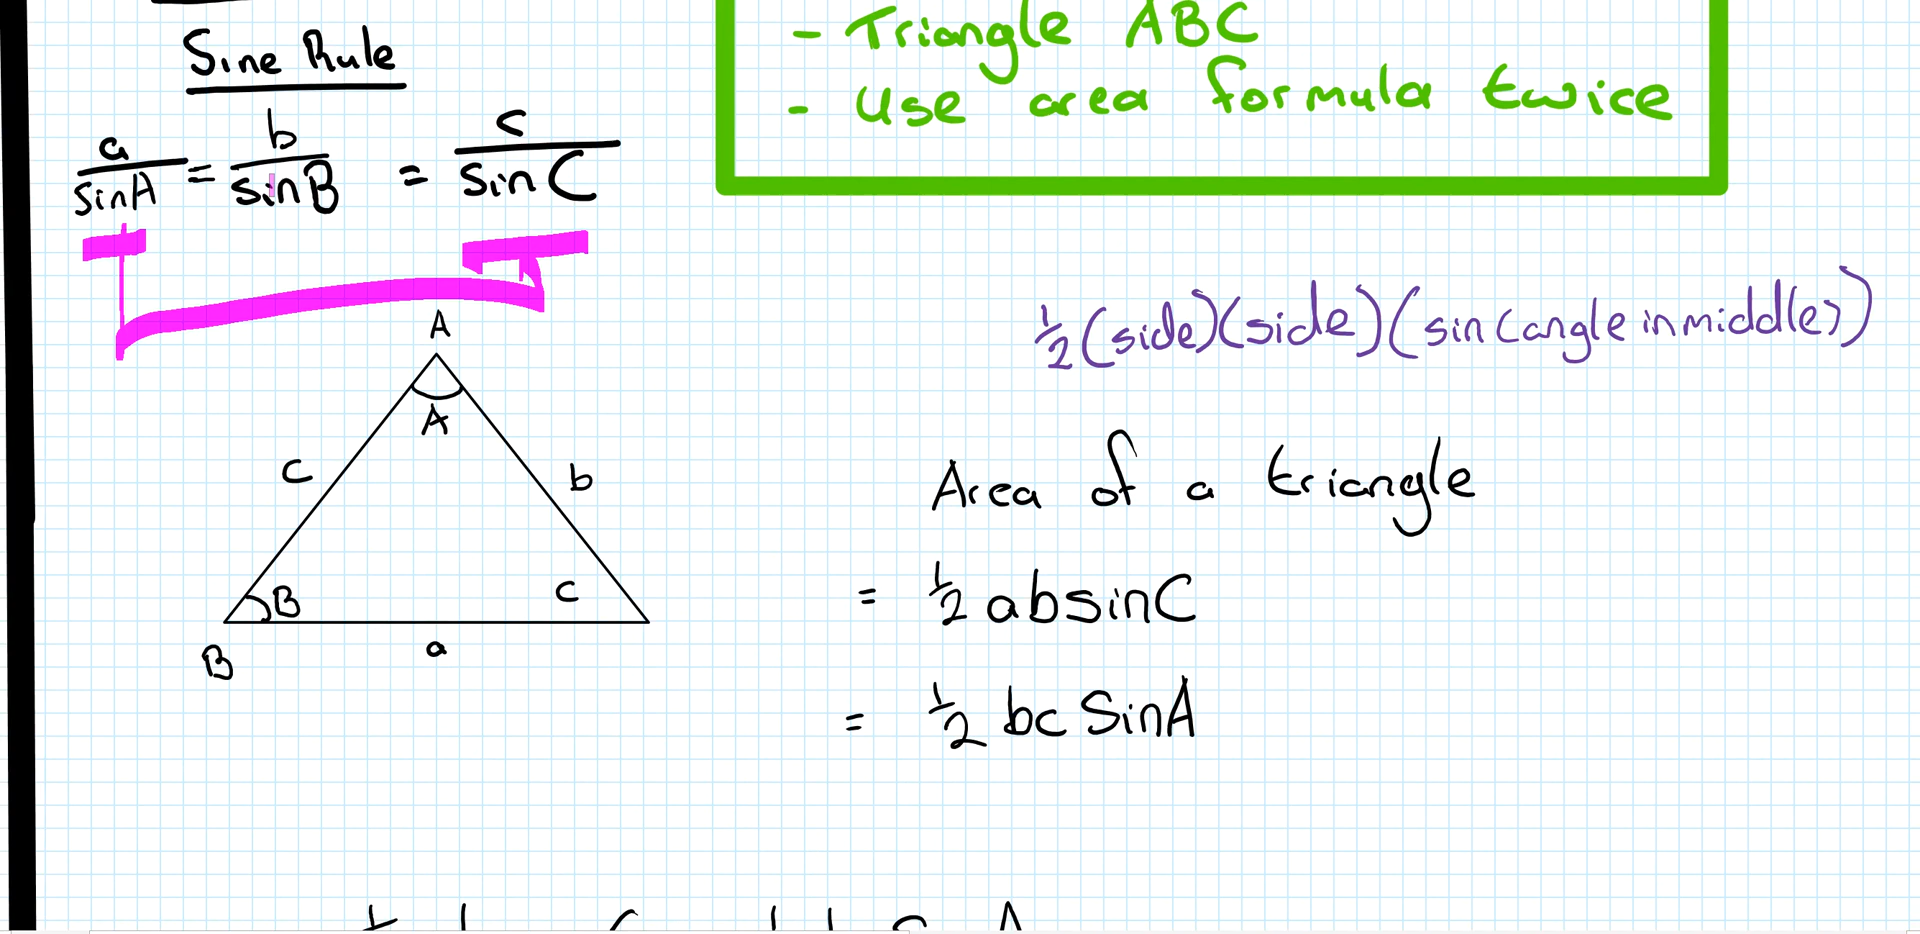 Sine Rule
a/sinA = b/sinB = c/sinC
- Triangle ABC
- Use area formula twice
½(side)(side)(sin(angle in middle))
A
A
c
b
B
c
B
a
Area of a triangle
= ½ absinC
= ½ bc SinA